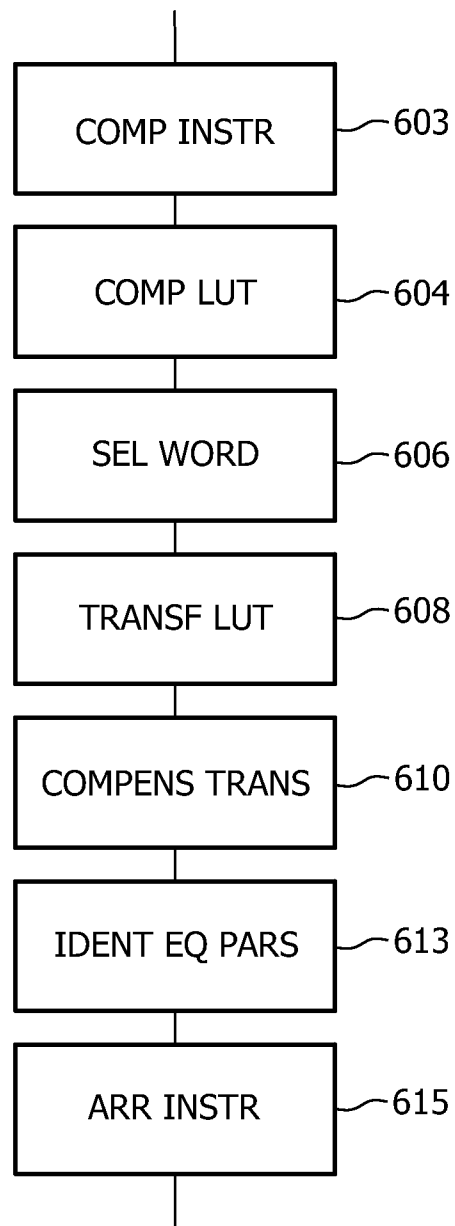 COMP INSTR 603
COMP LUT 604
SEL WORD 606
TRANSF LUT 608
COMPENS TRANS 610
IDENT EQ PARS 613
ARR INSTR 615